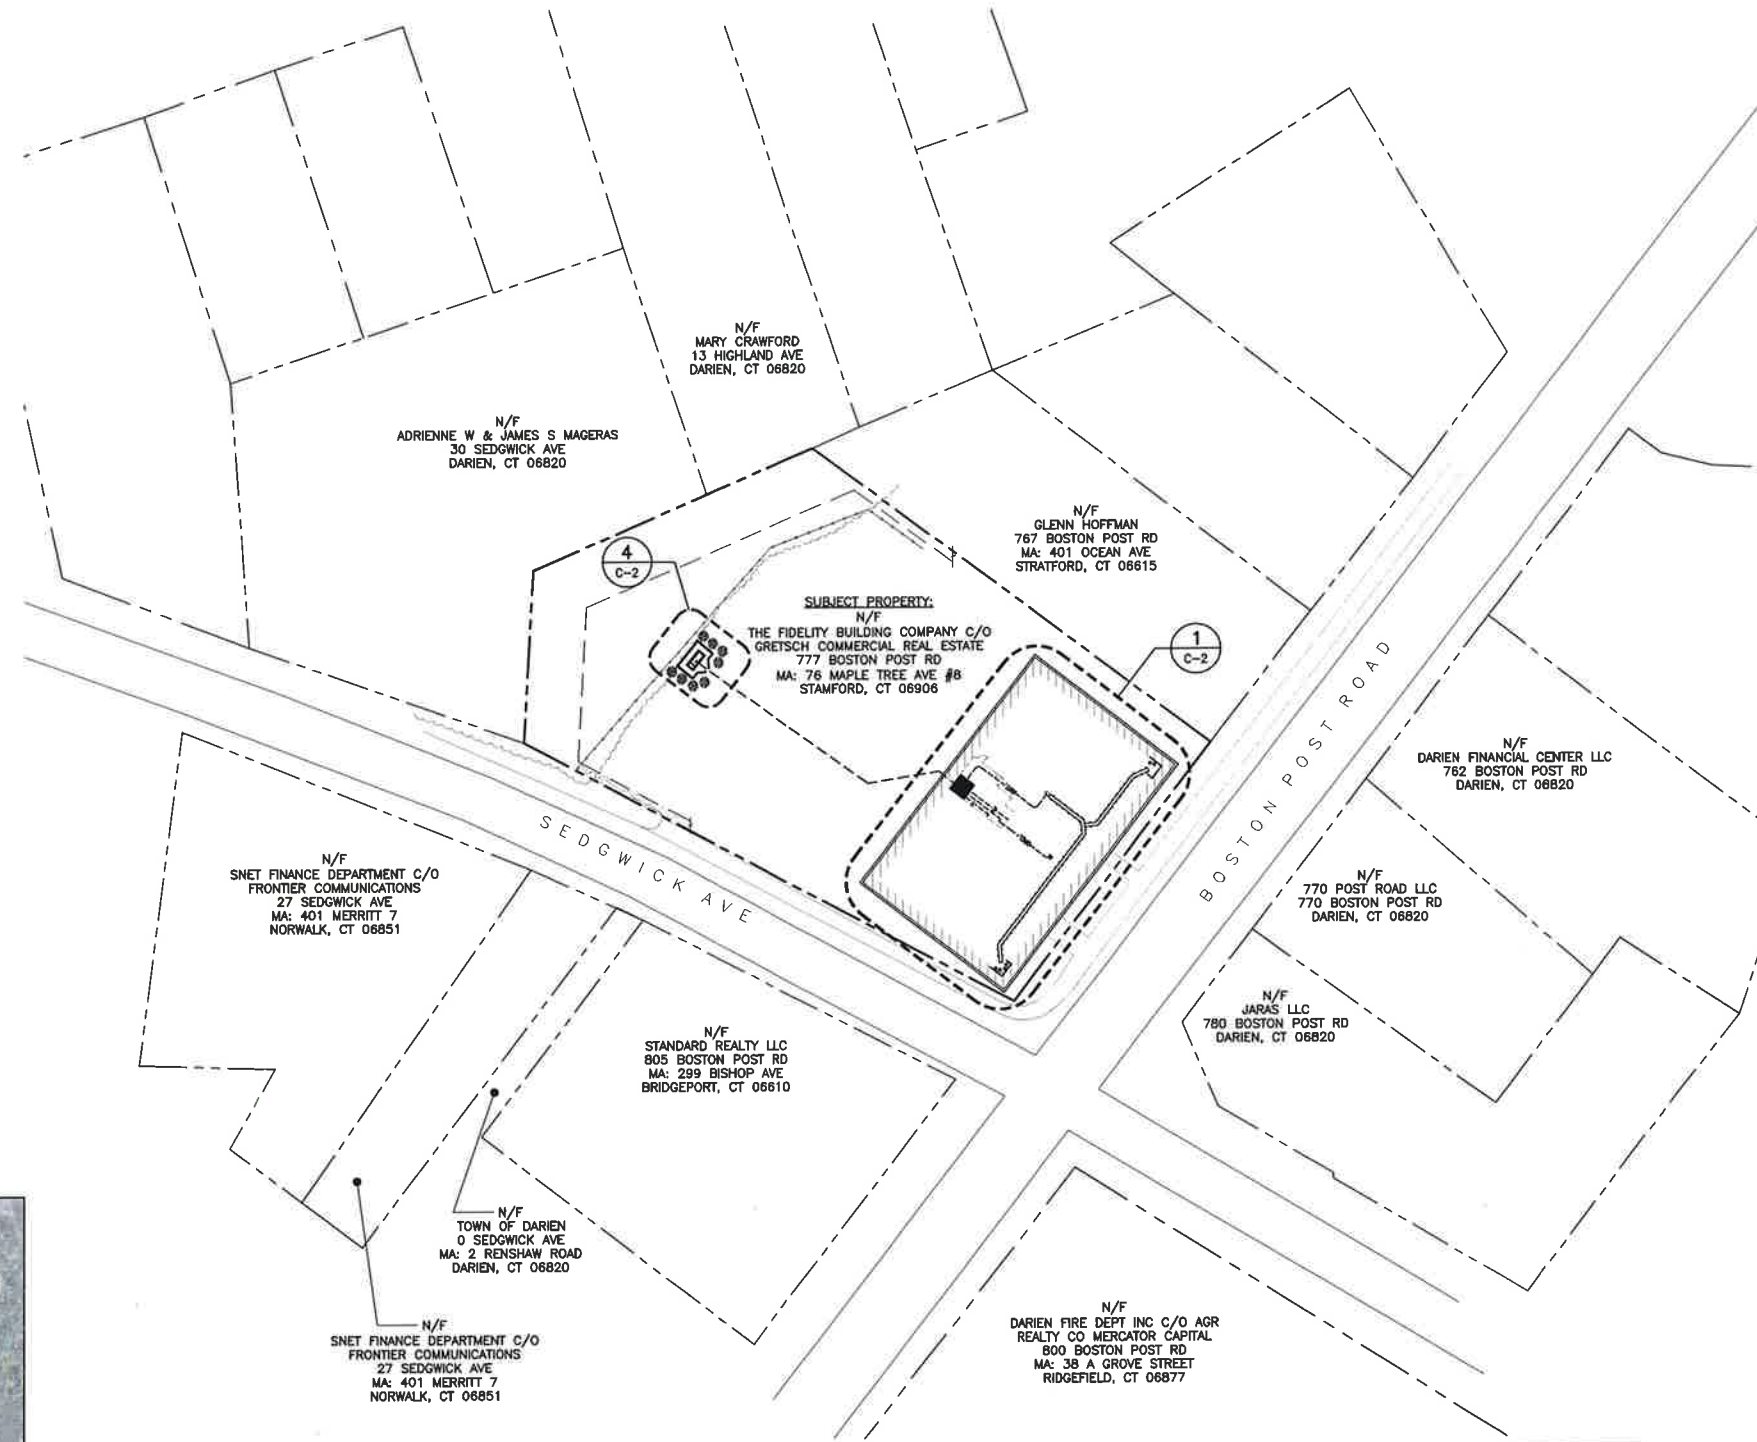 N/F
MARY CRAWFORD
13 HIGHLAND AVE
DARIEN, CT 06820
N/F
ADRIENNE W & JAMES S MAGERAS
30 SEDGWICK AVE
DARIEN, CT 06820
N/F
GLENN HOFFMAN
767 BOSTON POST RD
MA: 401 OCEAN AVE
STRATFORD, CT 06615
4
C-2
SUBJECT PROPERTY:
N/F
THE FIDELITY BUILDING COMPANY C/O
GRETSCH COMMERCIAL REAL ESTATE
777 BOSTON POST RD
MA: 76 MAPLE TREE AVE #8
STAMFORD, CT 06906
1
C-2
BOSTON POST ROAD
N/F
DARIEN FINANCIAL CENTER LLC
762 BOSTON POST RD
DARIEN, CT 06820
SEDGWICK AVE
N/F
SNET FINANCE DEPARTMENT C/O
FRONTIER COMMUNICATIONS
27 SEDGWICK AVE
MA: 401 MERRITT 7
NORWALK, CT 06851
N/F
770 POST ROAD LLC
770 BOSTON POST RD
DARIEN, CT 06820
N/F
JARAS LLC
780 BOSTON POST RD
DARIEN, CT 06820
N/F
STANDARD REALTY LLC
805 BOSTON POST RD
MA: 299 BISHOP AVE
BRIDGEPORT, CT 06610
N/F
TOWN OF DARIEN
0 SEDGWICK AVE
MA: 2 RENSHAW ROAD
DARIEN, CT 06820
N/F
SNET FINANCE DEPARTMENT C/O
FRONTIER COMMUNICATIONS
27 SEDGWICK AVE
MA: 401 MERRITT 7
NORWALK, CT 06851
N/F
DARIEN FIRE DEPT INC C/O AGR
REALTY CO MERCATOR CAPITAL
800 BOSTON POST RD
MA: 38 A GROVE STREET
RIDGEFIELD, CT 06877